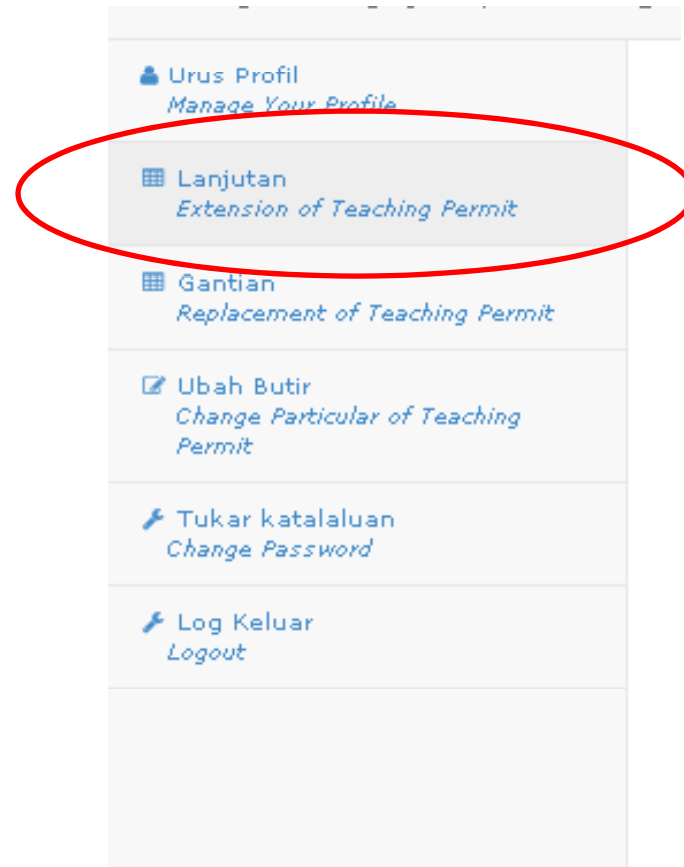 Urus Profil
Manage Your Profile
Lanjutan
Extension of Teaching Permit
Gantian
Replacement of Teaching Permit
Ubah Butir
Change Particular of Teaching
Permit
Tukar katalaluan
Change Password
Log Keluar
Logout